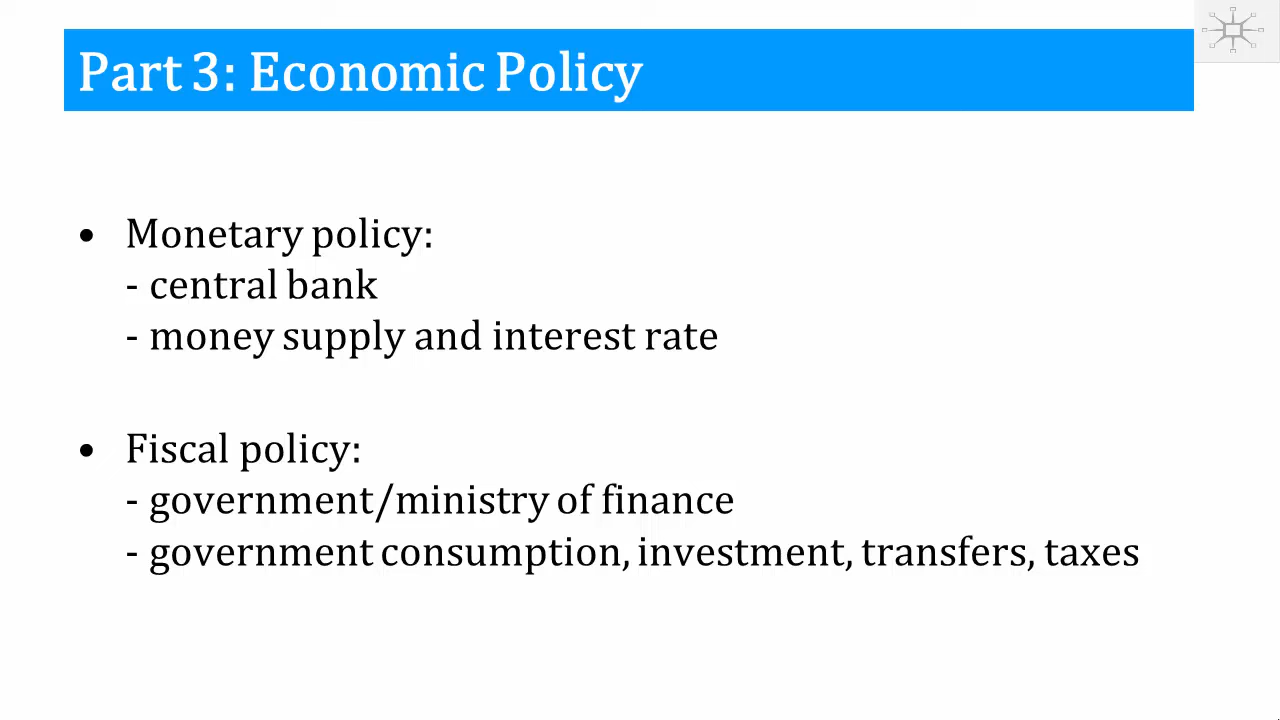 Part 3: Economic Policy
• Monetary policy:
- central bank
- money supply and interest rate
• Fiscal policy:
- government/ministry of finance
- government consumption, investment, transfers, taxes